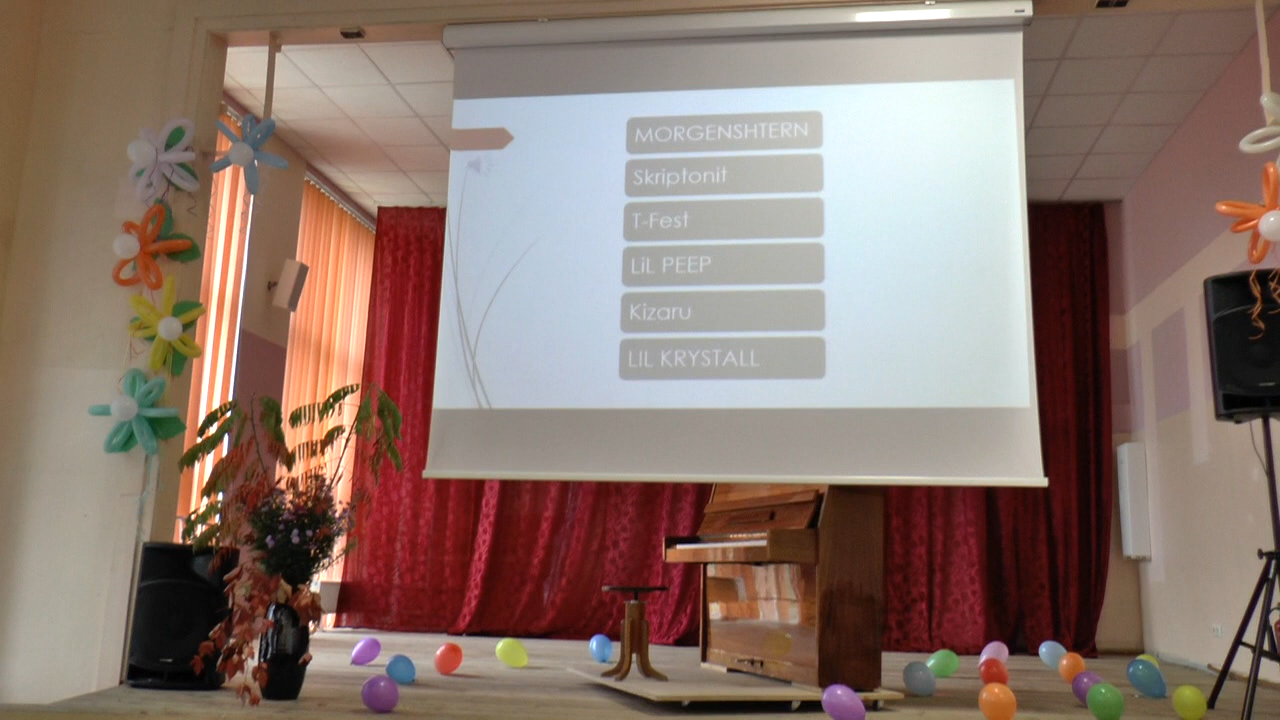 MORGENSHTERN
Skriptonit
T-Fest
LiL PEEP
Kizaru
LIL KRYSTALL